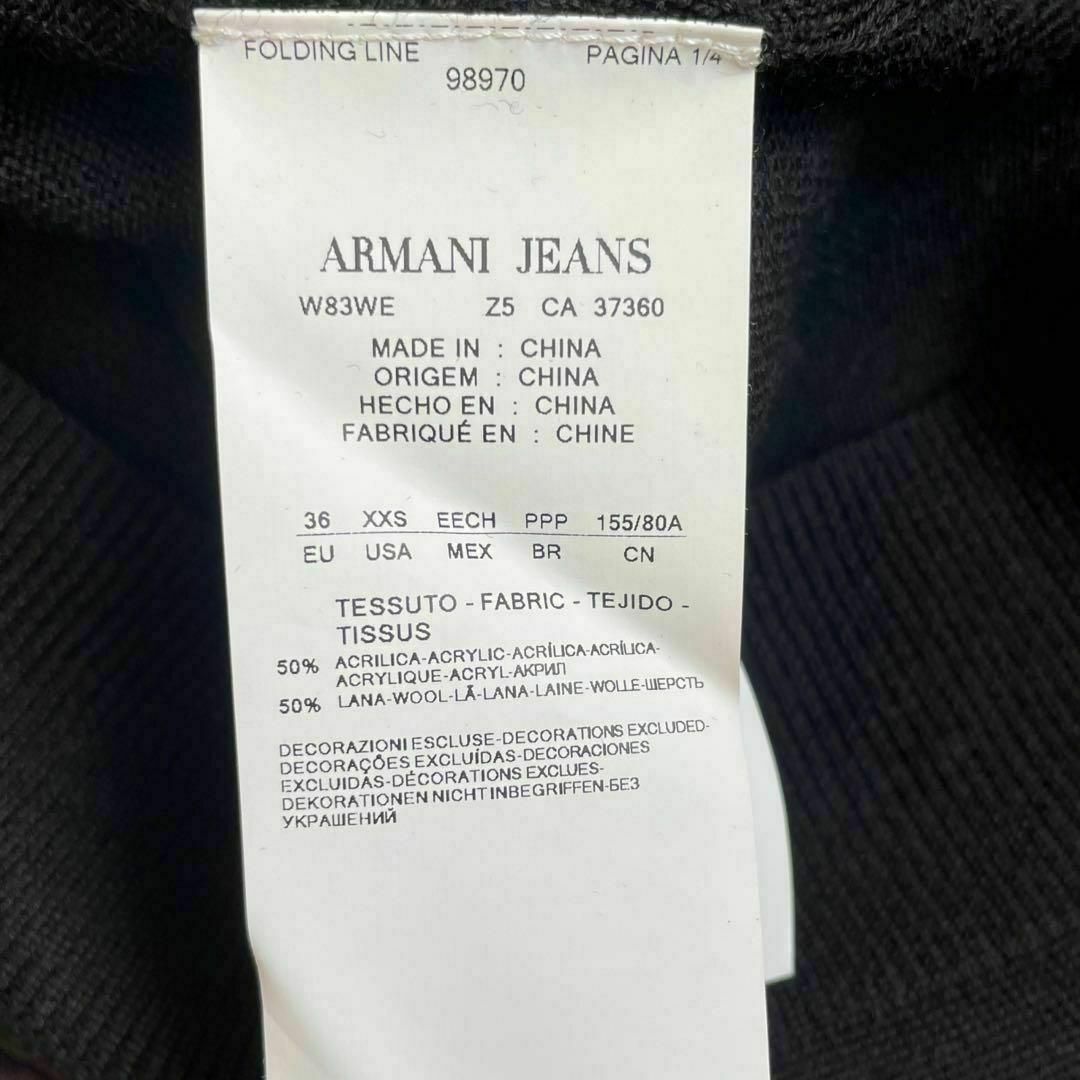 FOLDING LINE PAGINA 1/4
98970
ARMANI JEANS
W83WE Z5 CA 37360
MADE IN : CHINA
ORIGEM : CHINA
HECHO EN : CHINA
FABRIQUÉ EN : CHINE
36 XXS EECH PPP 155/80A
EU USA MEX BR CN
TESSUTO - FABRIC - TEJIDO -
TISSUS
50% ACRILICA-ACRYLIC-ACRÍLICA-ACRÍLICA-
ACRYLIQUE-ACRYL-АКРИЛ
50% LANA-WOOL-LÃ-LANA-LAINE-WOLLE-ШЕРСТЬ
DECORAZIONI ESCLUSE-DECORATIONS EXCLUDED-
DECORAÇÕES EXCLUÍDAS-DECORACIONES
EXCLUIDAS-DÉCORATIONS EXCLUES-
DEKORATIONEN NICHT INBEGRIFFEN-БЕЗ
УКРАШЕНИЙ